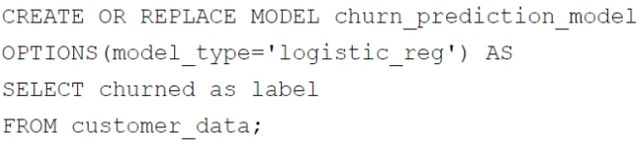 CREATE OR REPLACE MODEL churn_prediction_model
OPTIONS(model_type='logistic_reg') AS
SELECT churned as label
FROM customer_data;